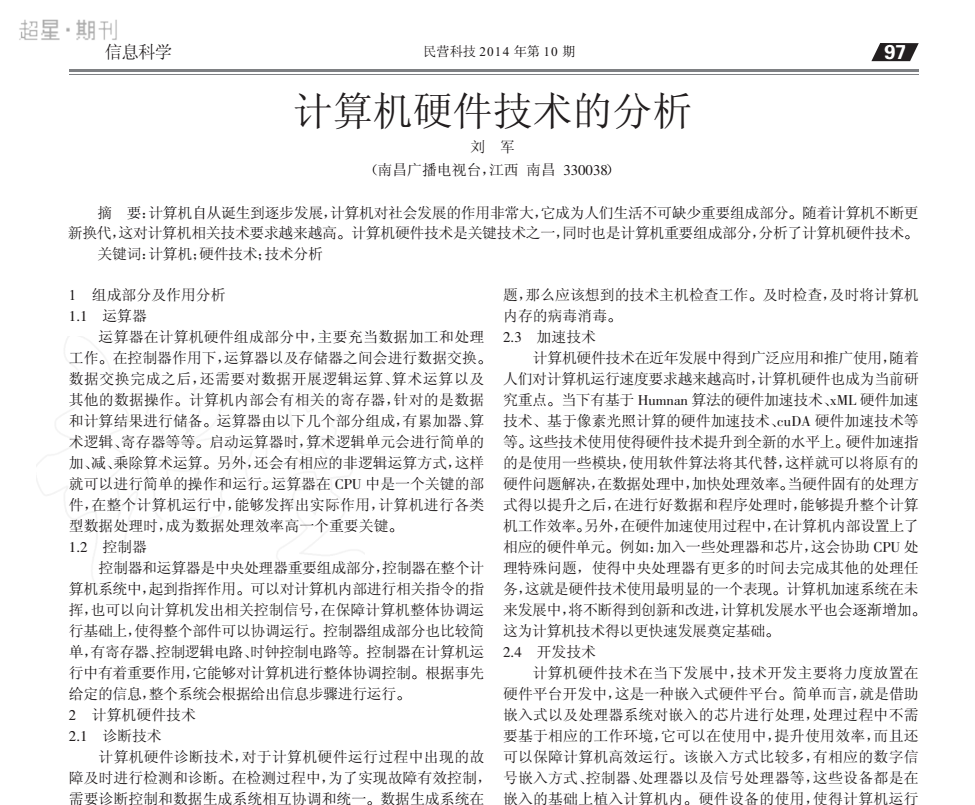 超星·期刊
信息科学
民营科技2014 年第 10 期
97
计算机硬件技术的分析
刘 军
(南昌广播电视台,江西 南昌 330038)
摘 要:计算机自从诞生到逐步发展,计算机对社会发展的作用非常大,它成为人们生活不可缺少重要组成部分。随着计算机不断更
新换代,这对计算机相关技术要求越来越高。计算机硬件技术是关键技术之一,同时也是计算机重要组成部分,分析了计算机硬件技术。
关键词:计算机;硬件技术;技术分析
1 组成部分及作用分析
1.1 运算器
运算器在计算机硬件组成部分中,主要充当数据加工和处理
工作。在控制器作用下,运算器以及存储器之间会进行数据交换。
数据交换完成之后,还需要对数据开展逻辑运算、算术运算以及
其他的数据操作。计算机内部会有相关的寄存器,针对的是数据
和计算结果进行储备。运算器由以下几个部分组成,有累加器、算
术逻辑、寄存器等等。启动运算器时,算术逻辑单元会进行简单的
加、减、乘除算术运算。另外,还会有相应的非逻辑运算方式,这样
就可以进行简单的操作和运行。运算器在 CPU 中是一个关键的部
件,在整个计算机运行中,能够发挥出实际作用,计算机进行各类
型数据处理时,成为数据处理效率高一个重要关键。
1.2 控制器
控制器和运算器是中央处理器重要组成部分,控制器在整个计
算机系统中,起到指挥作用。可以对计算机内部进行相关指令的指
挥,也可以向计算机发出相关控制信号,在保障计算机整体协调运
行基础上,使得整个部件可以协调运行。控制器组成部分也比较简
单,有寄存器、控制逻辑电路、时钟控制电路等。控制器在计算机运
行中有着重要作用,它能够对计算机进行整体协调控制。根据事先
给定的信息,整个系统会根据给出信息步骤进行运行。
2 计算机硬件技术
2.1 诊断技术
计算机硬件诊断技术,对于计算机硬件运行过程中出现的故
障及时进行检测和诊断。在检测过程中,为了实现故障有效控制,
需要诊断控制和数据生成系统相互协调和统一。数据生成系统在
题,那么应该想到的技术主机检查工作。及时检查,及时将计算机
内存的病毒消毒。
2.3 加速技术
计算机硬件技术在近年发展中得到广泛应用和推广使用,随着
人们对计算机运行速度要求越来越高时,计算机硬件也成为当前研
究重点。当下有基于 Humnan 算法的硬件加速技术、xML 硬件加速
技术、基于像素光照计算的硬件加速技术、cuDA 硬件加速技术等
等。这些技术使用使得硬件技术提升到全新的水平上。硬件加速指
的是使用一些模块,使用软件算法将其代替,这样就可以将原有的
硬件问题解决,在数据处理中,加快处理效率。当硬件固有的处理方
式得以提升之后,在进行好数据和程序处理时,能够提升整个计算
机工作效率。另外,在硬件加速使用过程中,在计算机内部设置上了
相应的硬件单元。例如:加入一些处理器和芯片,这会协助 CPU 处
理特殊问题，使得中央处理器有更多的时间去完成其他的处理任
务,这就是硬件技术使用最明显的一个表现。计算机加速系统在未
来发展中,将不断得到创新和改进,计算机发展水平也会逐渐增加。
这为计算机技术得以更快速发展奠定基础。
2.4 开发技术
计算机硬件技术在当下发展中,技术开发主要将力度放置在
硬件平台开发中,这是一种嵌入式硬件平台。简单而言,就是借助
嵌入式以及处理器系统对嵌入的芯片进行处理,处理过程中不需
要基于相应的工作环境,它可以在使用中,提升使用效率,而且还
可以保障计算机高效运行。该嵌入方式比较多,有相应的数字信
号嵌入方式、控制器、处理器以及信号处理器等,这些设备都是在
嵌入的基础上植入计算机内。硬件设备的使用,使得计算机运行